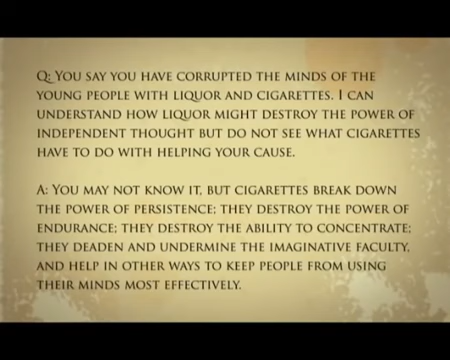 Q: You say you have corrupted the minds of the
young people with liquor and cigarettes. I can
understand how liquor might destroy the power of
independent thought but do not see what cigarettes
have to do with helping your cause.
A: You may not know it, but cigarettes break down
the power of persistence; they destroy the power of
endurance; they destroy the ability to concentrate;
they deaden and undermine the imaginative faculty,
and help in other ways to keep people from using
their minds most effectively.